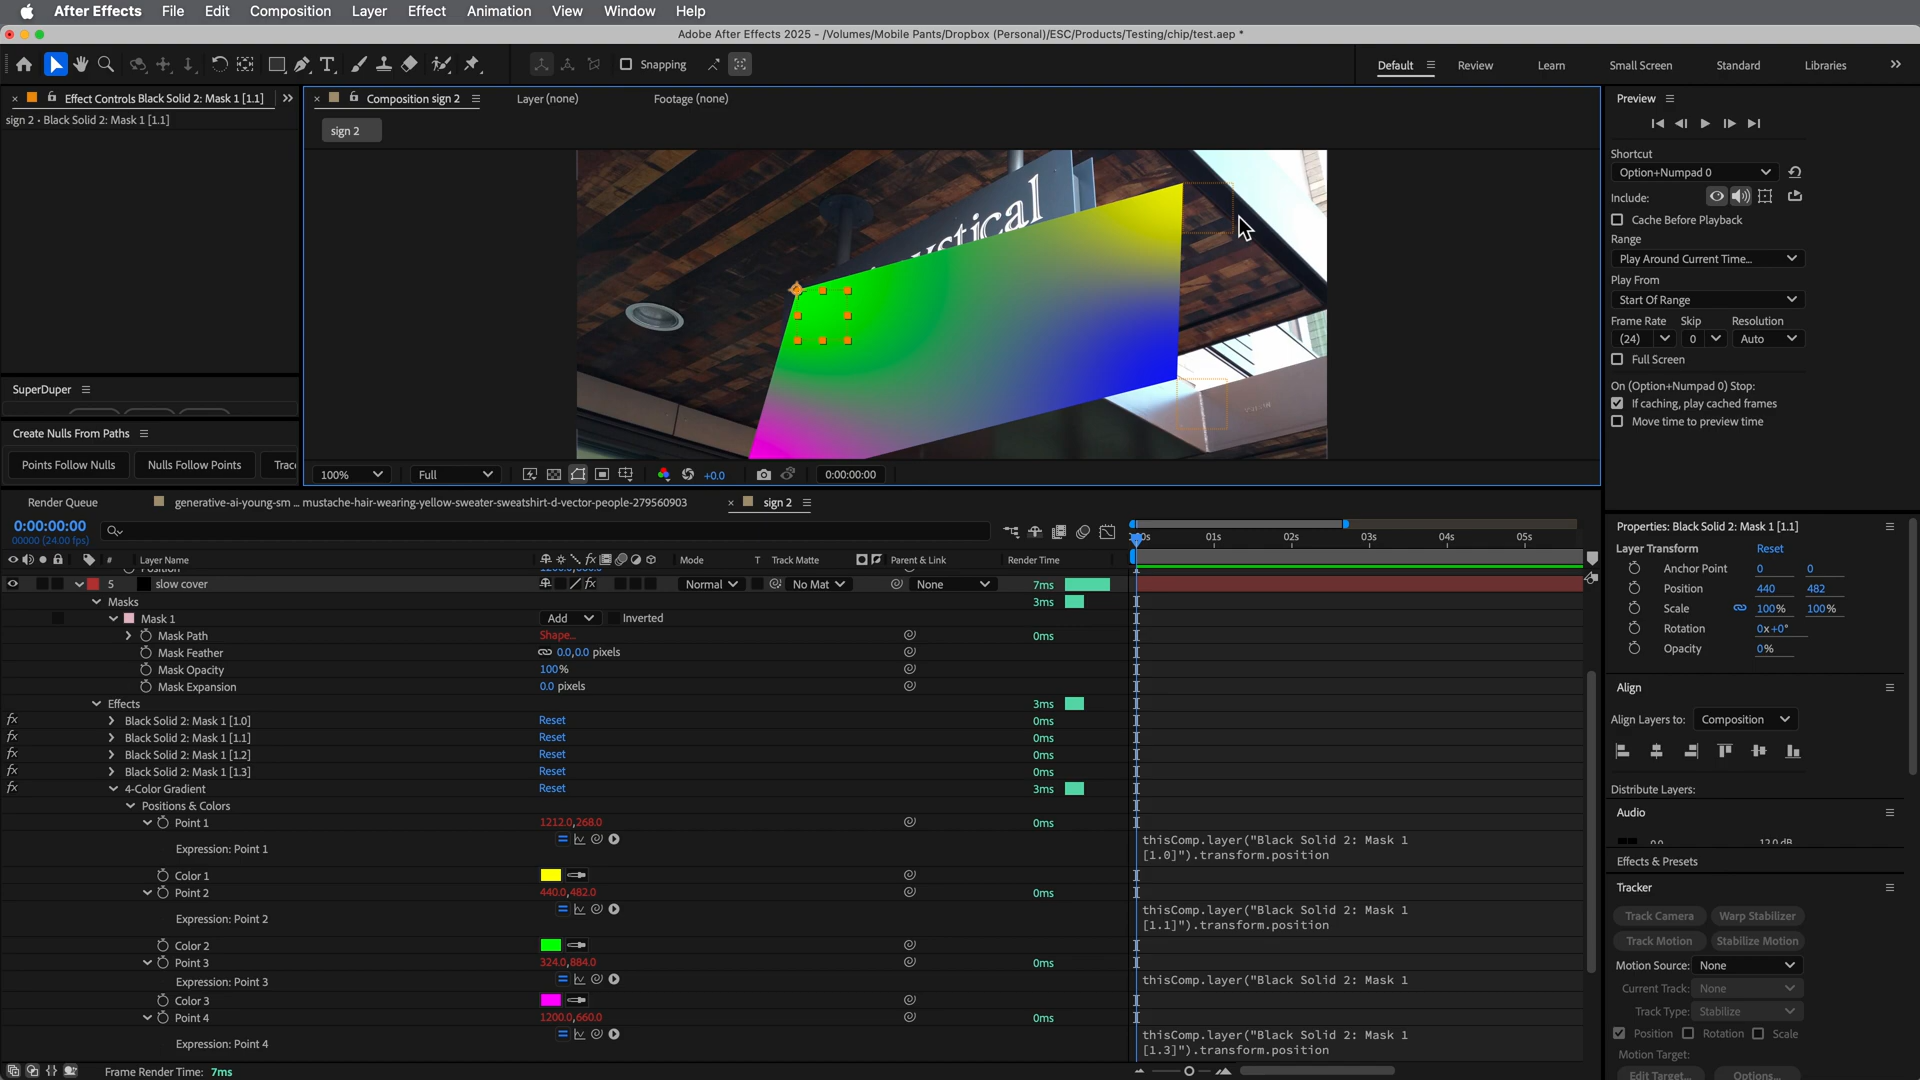 After Effects File Edit Composition Layer Effect Animation View Window Help
Adobe After Effects 2025 - /Volumes/Mobile Pants/Dropbox (Personal)/ESC/Products/Testing/chip/test.aep *
Snapping
Default Review Learn Small Screen Standard Libraries
Effect Controls Black Solid 2: Mask 1 [1.1]
sign 2 • Black Solid 2: Mask 1 [1.1]
SuperDuper
Create Nulls From Paths
Points Follow Nulls Nulls Follow Points Trac
Composition sign 2 Layer (none) Footage (none)
sign 2
100% Full +0.0 0:00:00:00
Preview
Shortcut
Option+Numpad 0
Include:
Cache Before Playback
Range
Play Around Current Time...
Play From
Start Of Range
Frame Rate Skip Resolution
(24) 0 Auto
Full Screen
On (Option+Numpad 0) Stop:
If caching, play cached frames
Move time to preview time
Render Queue generative-ai-young-sm ... mustache-hair-wearing-yellow-sweater-sweatshirt-d-vector-people-279560903 sign 2
0:00:00:00
00000 (24.00 fps)
# Layer Name Mode T Track Matte Parent & Link Render Time
01s 02s 03s 04s 05s
5 slow cover Normal No Mat None 7ms
Masks 3ms
Mask 1 Add Inverted
Mask Path Shape... 0ms
Mask Feather 0.0,0.0 pixels
Mask Opacity 100%
Mask Expansion 0.0 pixels
Effects 3ms
fx Black Solid 2: Mask 1 [1.0] Reset 0ms
fx Black Solid 2: Mask 1 [1.1] Reset 0ms
fx Black Solid 2: Mask 1 [1.2] Reset 0ms
fx Black Solid 2: Mask 1 [1.3] Reset 0ms
fx 4-Color Gradient Reset 3ms
Positions & Colors
Point 1 1212.0,268.0 0ms
Expression: Point 1
thisComp.layer("Black Solid 2: Mask 1
[1.0]").transform.position
Color 1
Point 2 440.0,482.0 0ms
Expression: Point 2
thisComp.layer("Black Solid 2: Mask 1
[1.1]").transform.position
Color 2
Point 3 324.0,884.0 0ms
Expression: Point 3
thisComp.layer("Black Solid 2: Mask 1
Color 3
Point 4 1200.0,660.0 0ms
Expression: Point 4
thisComp.layer("Black Solid 2: Mask 1
[1.3]").transform.position
Frame Render Time: 7ms
Properties: Black Solid 2: Mask 1 [1.1]
Layer Transform Reset
Anchor Point 0 0
Position 440 482
Scale 100% 100%
Rotation 0x+0°
Opacity 0%
Align
Align Layers to: Composition
Distribute Layers:
Audio
Effects & Presets
Tracker
Track Camera Warp Stabilizer
Track Motion Stabilize Motion
Motion Source: None
Current Track: None
Track Type: Stabilize
Position Rotation Scale
Motion Target:
Edit Target... Options...